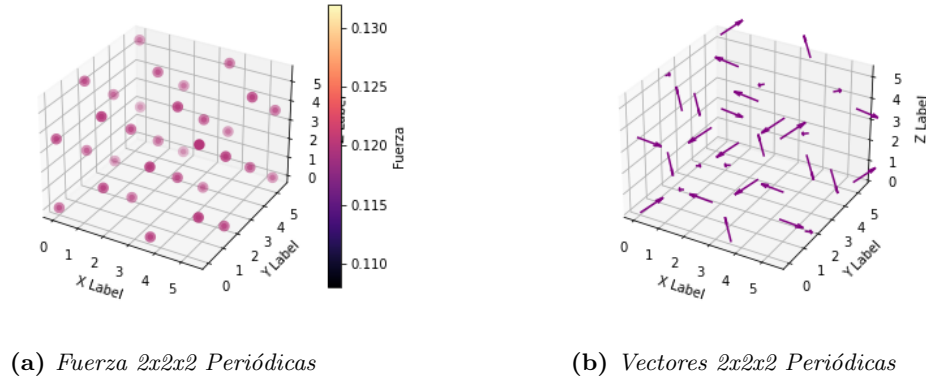 0.130
0.125
0.120
0.115
0.110
Fuerza
0 1 2 3 4 5
X Label
0 1 2 3 4 5
Y Label
0 1 2 3 4 5
Label
0 1 2 3 4 5
X Label
0 1 2 3 4 5
Y Label
0 1 2 3 4 5
Z Label
(a) Fuerza 2x2x2 Periódicas
(b) Vectores 2x2x2 Periódicas